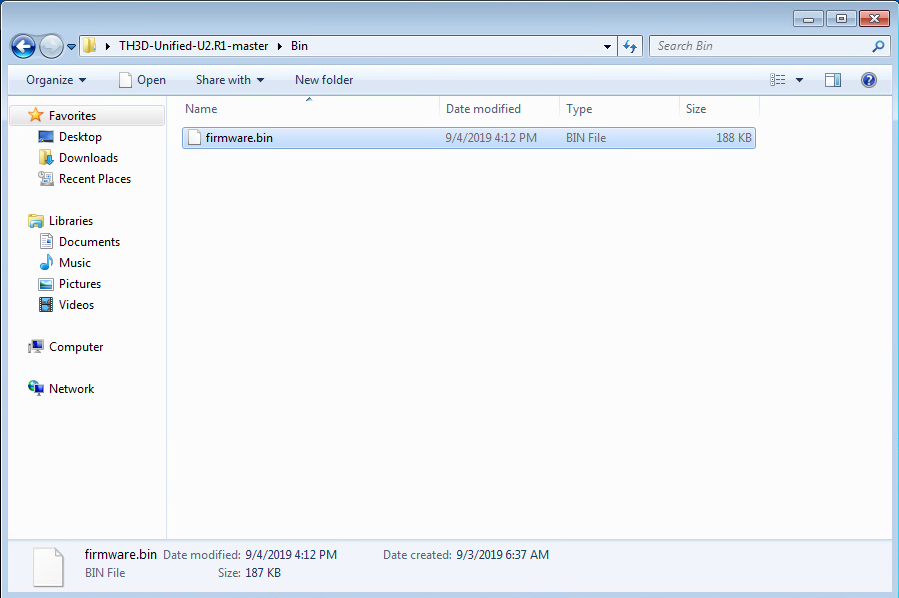 TH3D-Unified-U2.R1-master Bin Search Bin
Organize Open Share with New folder
Favorites
Desktop
Downloads
Recent Places
Libraries
Documents
Music
Pictures
Videos
Computer
Network
Name Date modified Type Size
firmware.bin 9/4/2019 4:12 PM BIN File 188 KB
firmware.bin Date modified: 9/4/2019 4:12 PM Date created: 9/3/2019 6:37 AM
BIN File Size: 187 KB